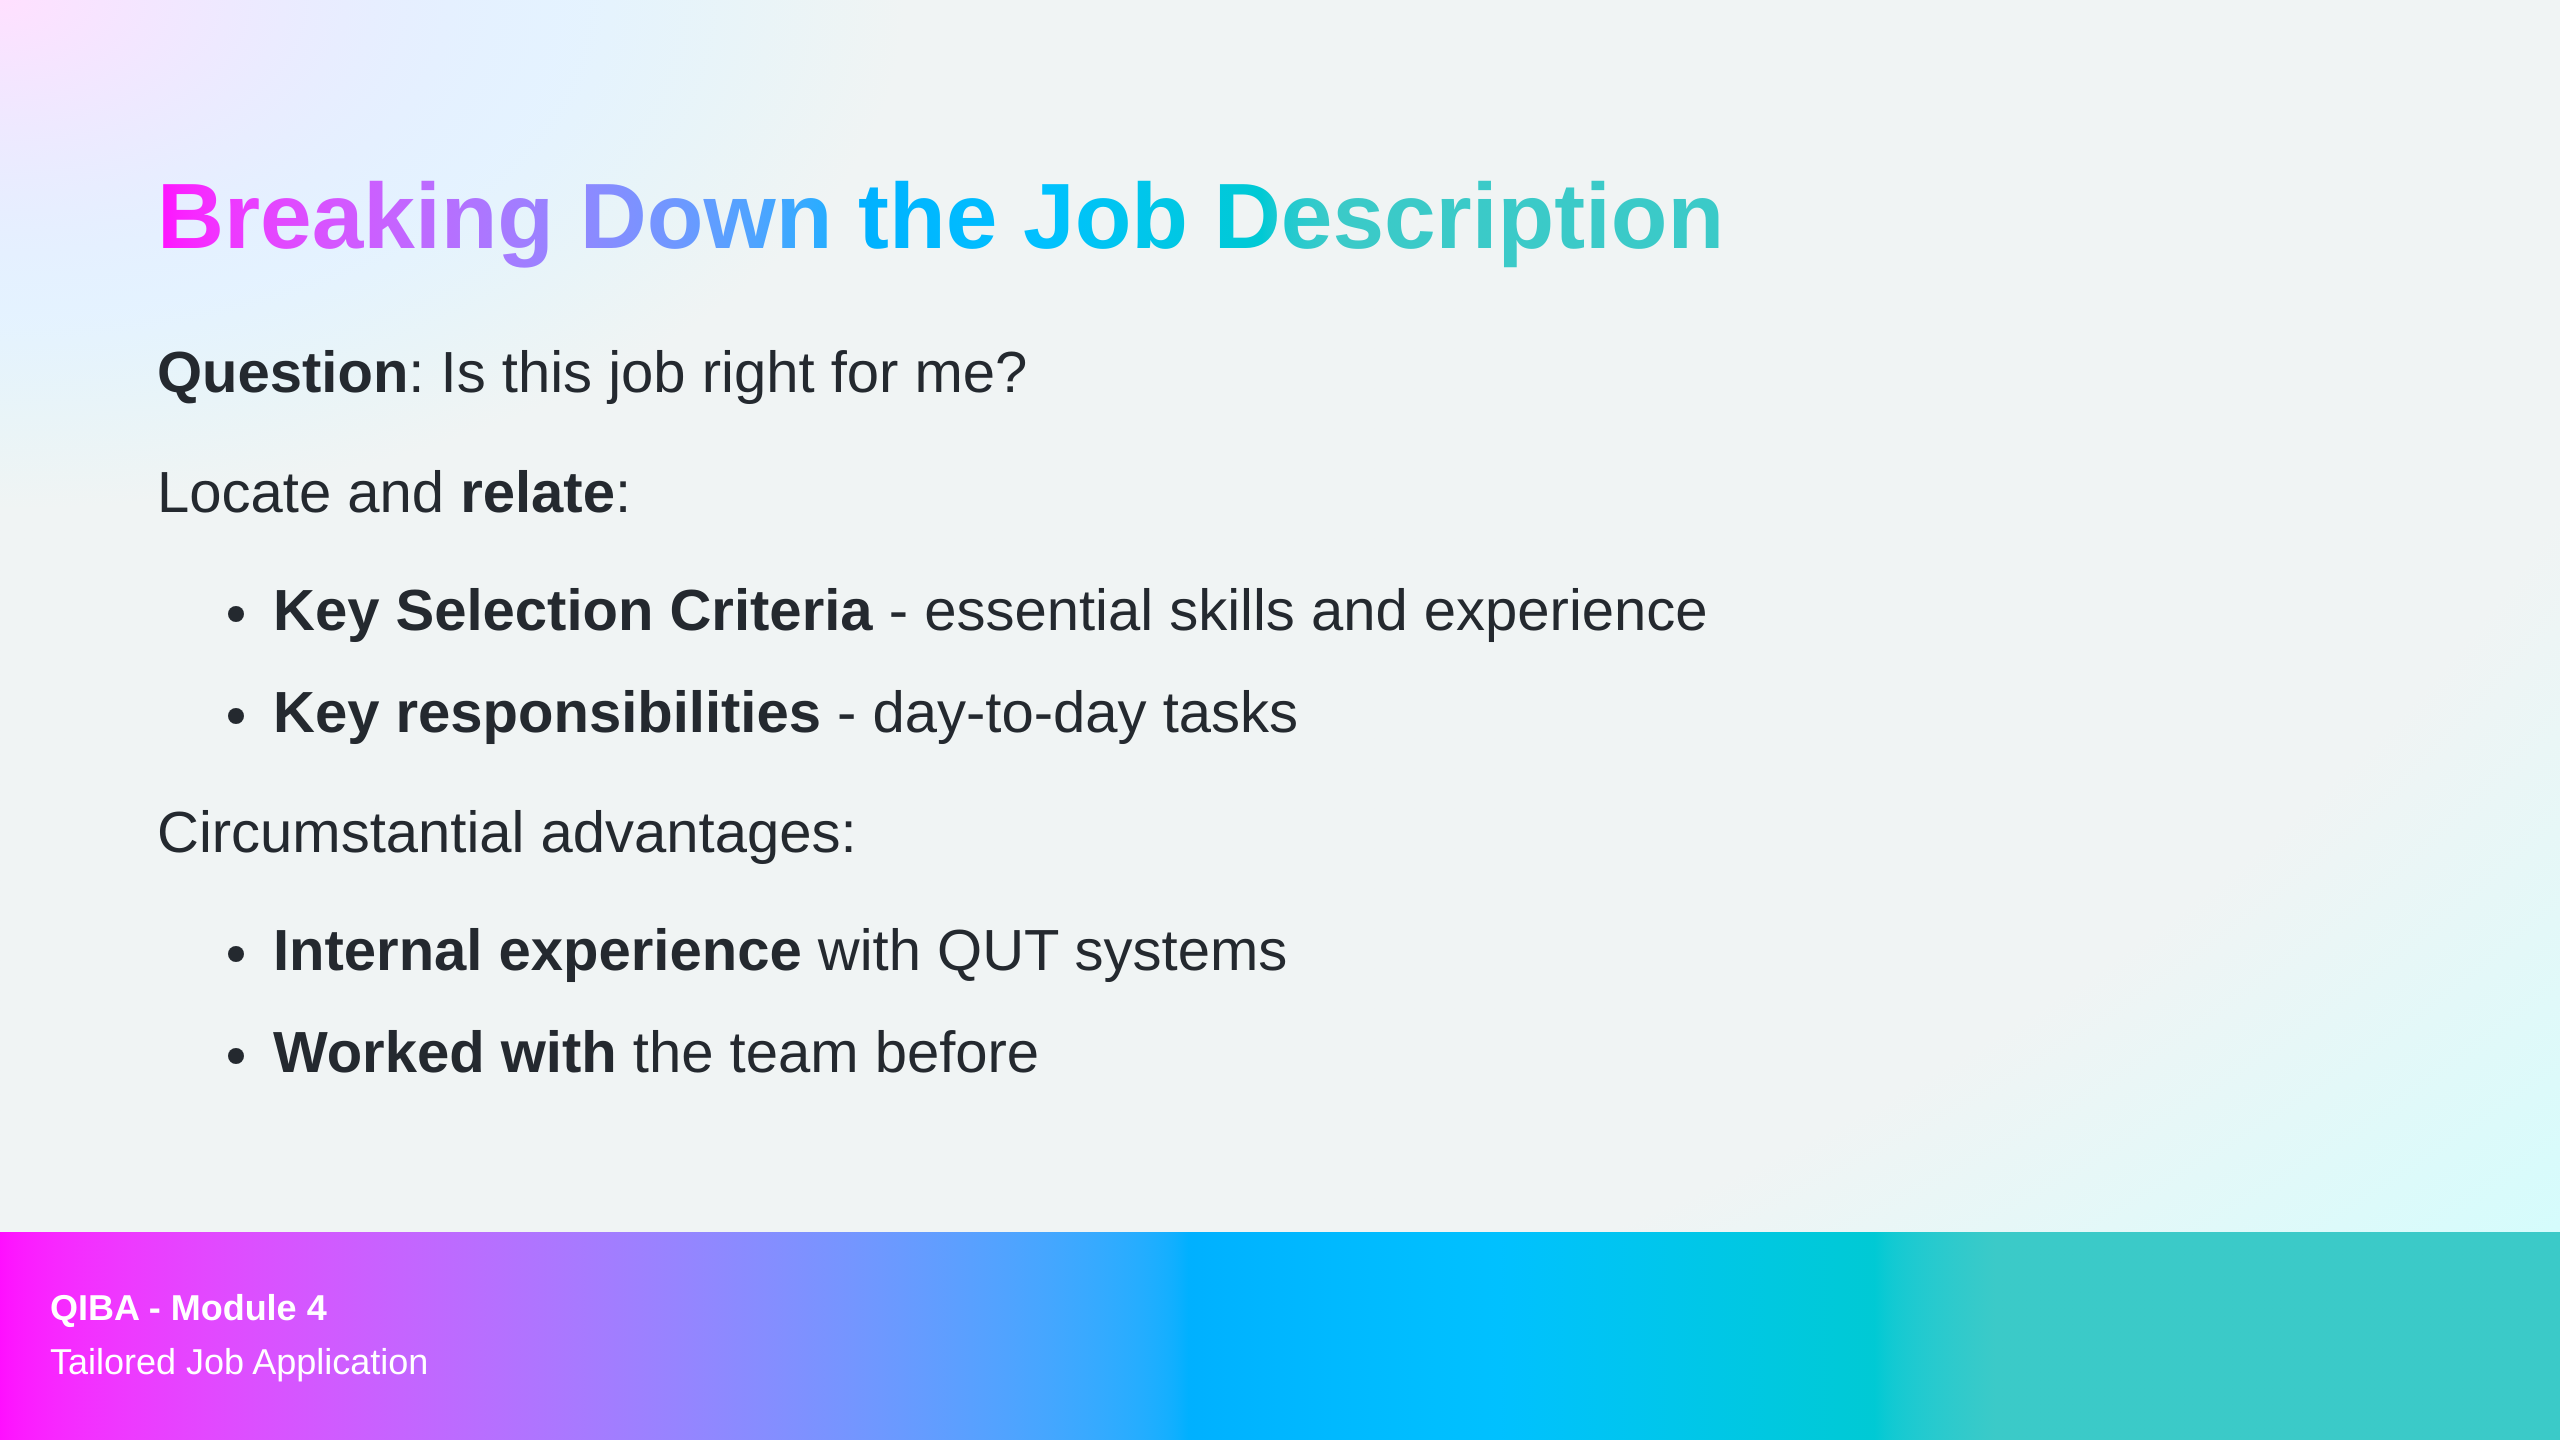 Breaking Down the Job Description
Question: Is this job right for me?
Locate and relate:
• Key Selection Criteria - essential skills and experience
• Key responsibilities - day-to-day tasks
Circumstantial advantages:
• Internal experience with QUT systems
• Worked with the team before
QIBA - Module 4
Tailored Job Application